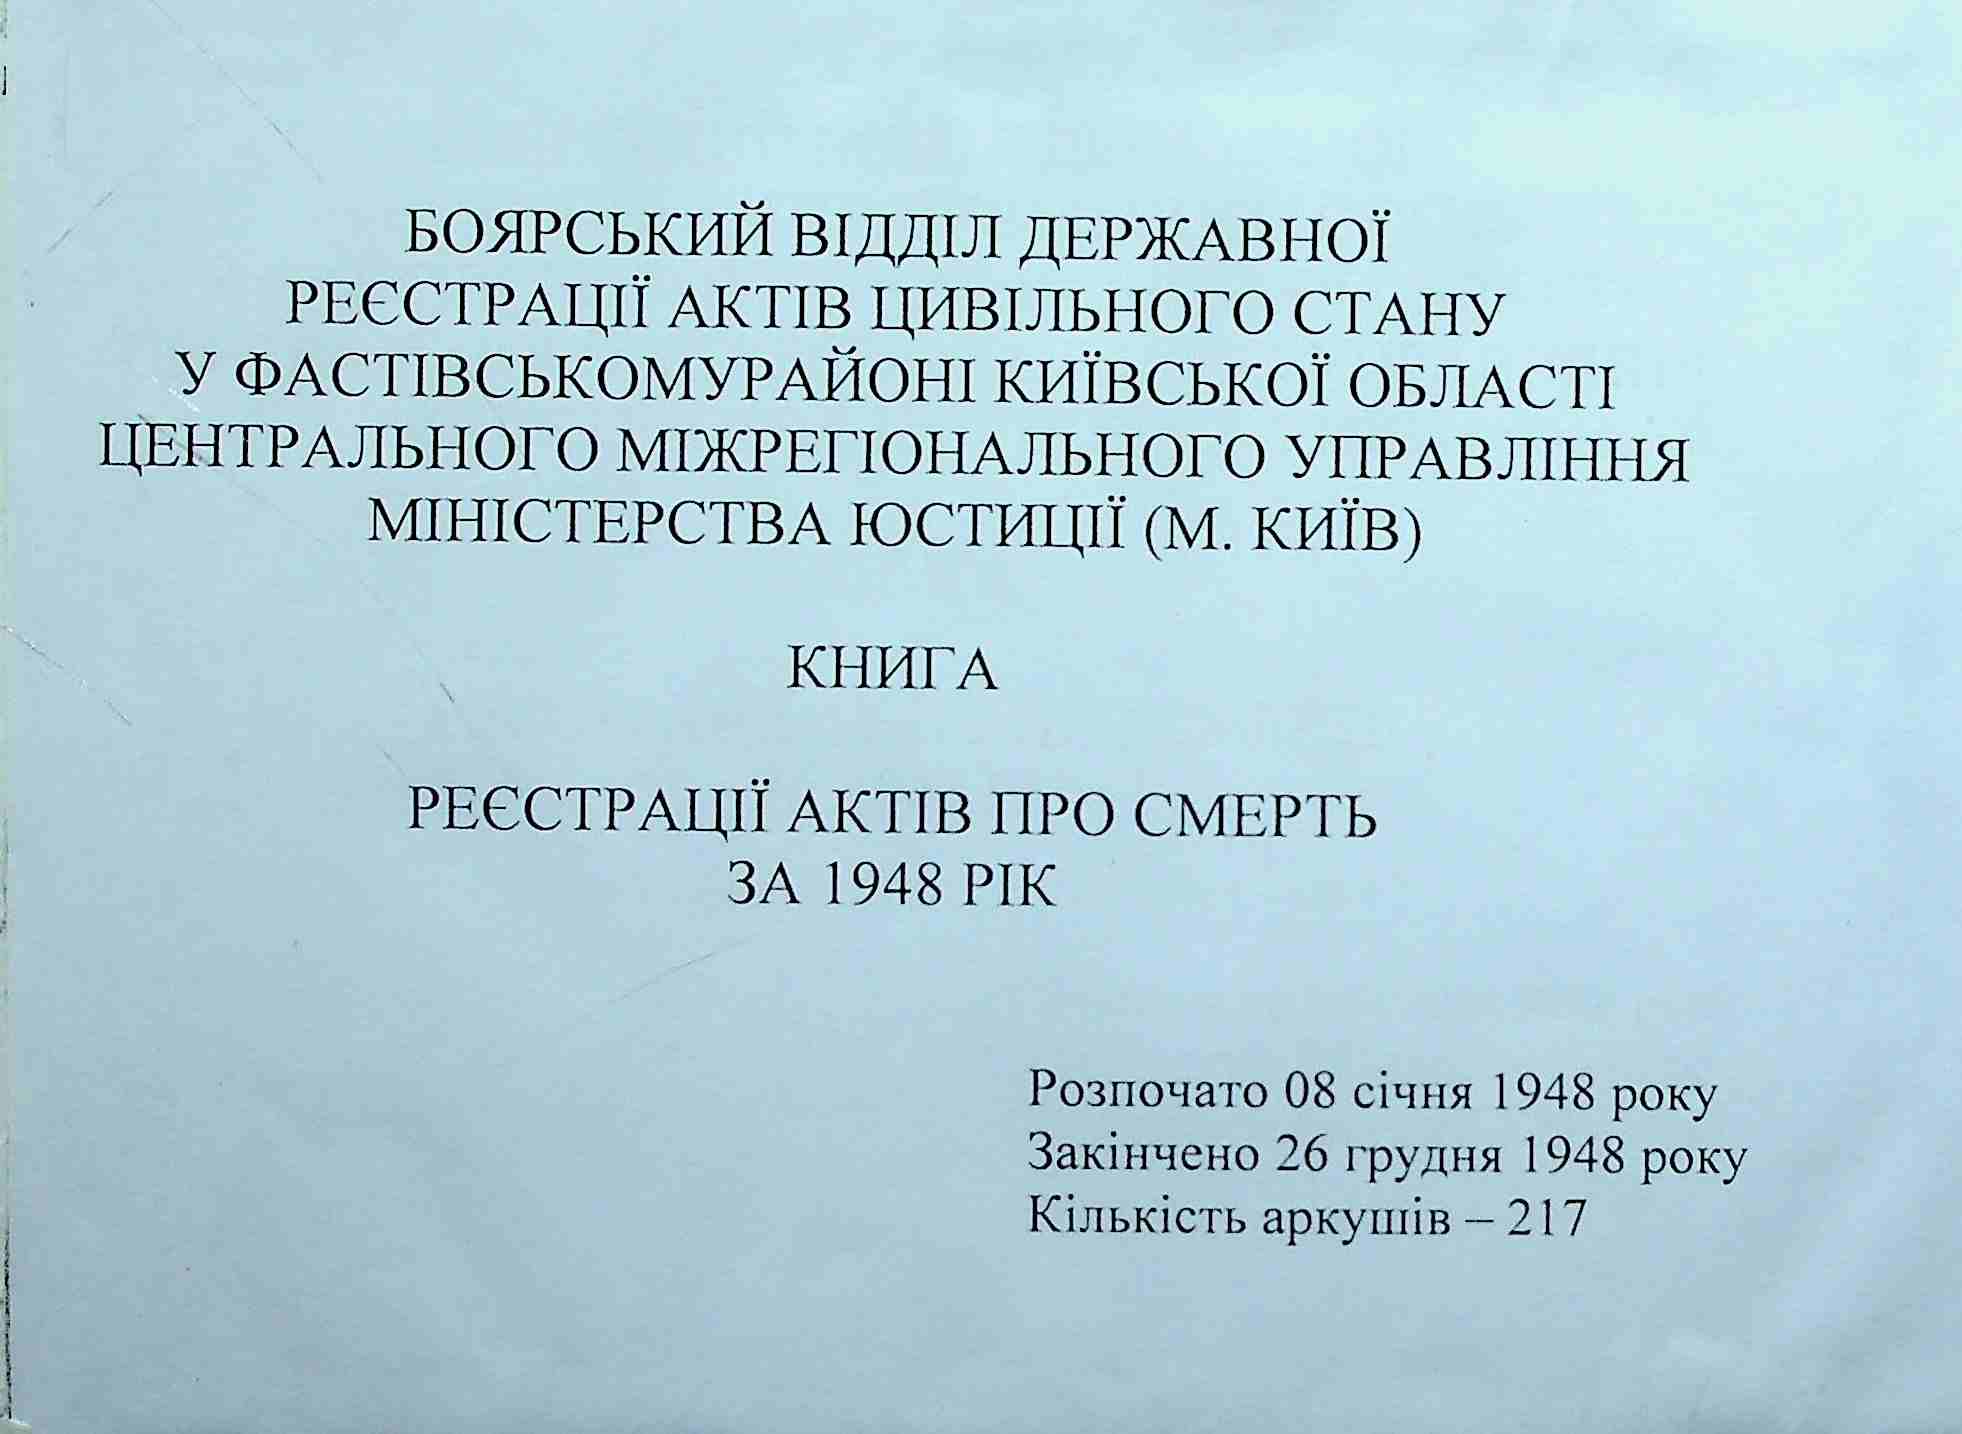 БОЯРСЬКИЙ ВІДДІЛ ДЕРЖАВНОЇ
РЕЄСТРАЦІЇ АКТІВ ЦИВІЛЬНОГО СТАНУ
У ФАСТІВСЬКОМУРАЙОНІ КИЇВСЬКОЇ ОБЛАСТІ
ЦЕНТРАЛЬНОГО МІЖРЕГІОНАЛЬНОГО УПРАВЛІННЯ
МІНІСТЕРСТВА ЮСТИЦІЇ (М. КИЇВ)
КНИГА
РЕЄСТРАЦІЇ АКТІВ ПРО СМЕРТЬ
ЗА 1948 РІК
Розпочато 08 січня 1948 року
Закінчено 26 грудня 1948 року
Кількість аркушів – 217